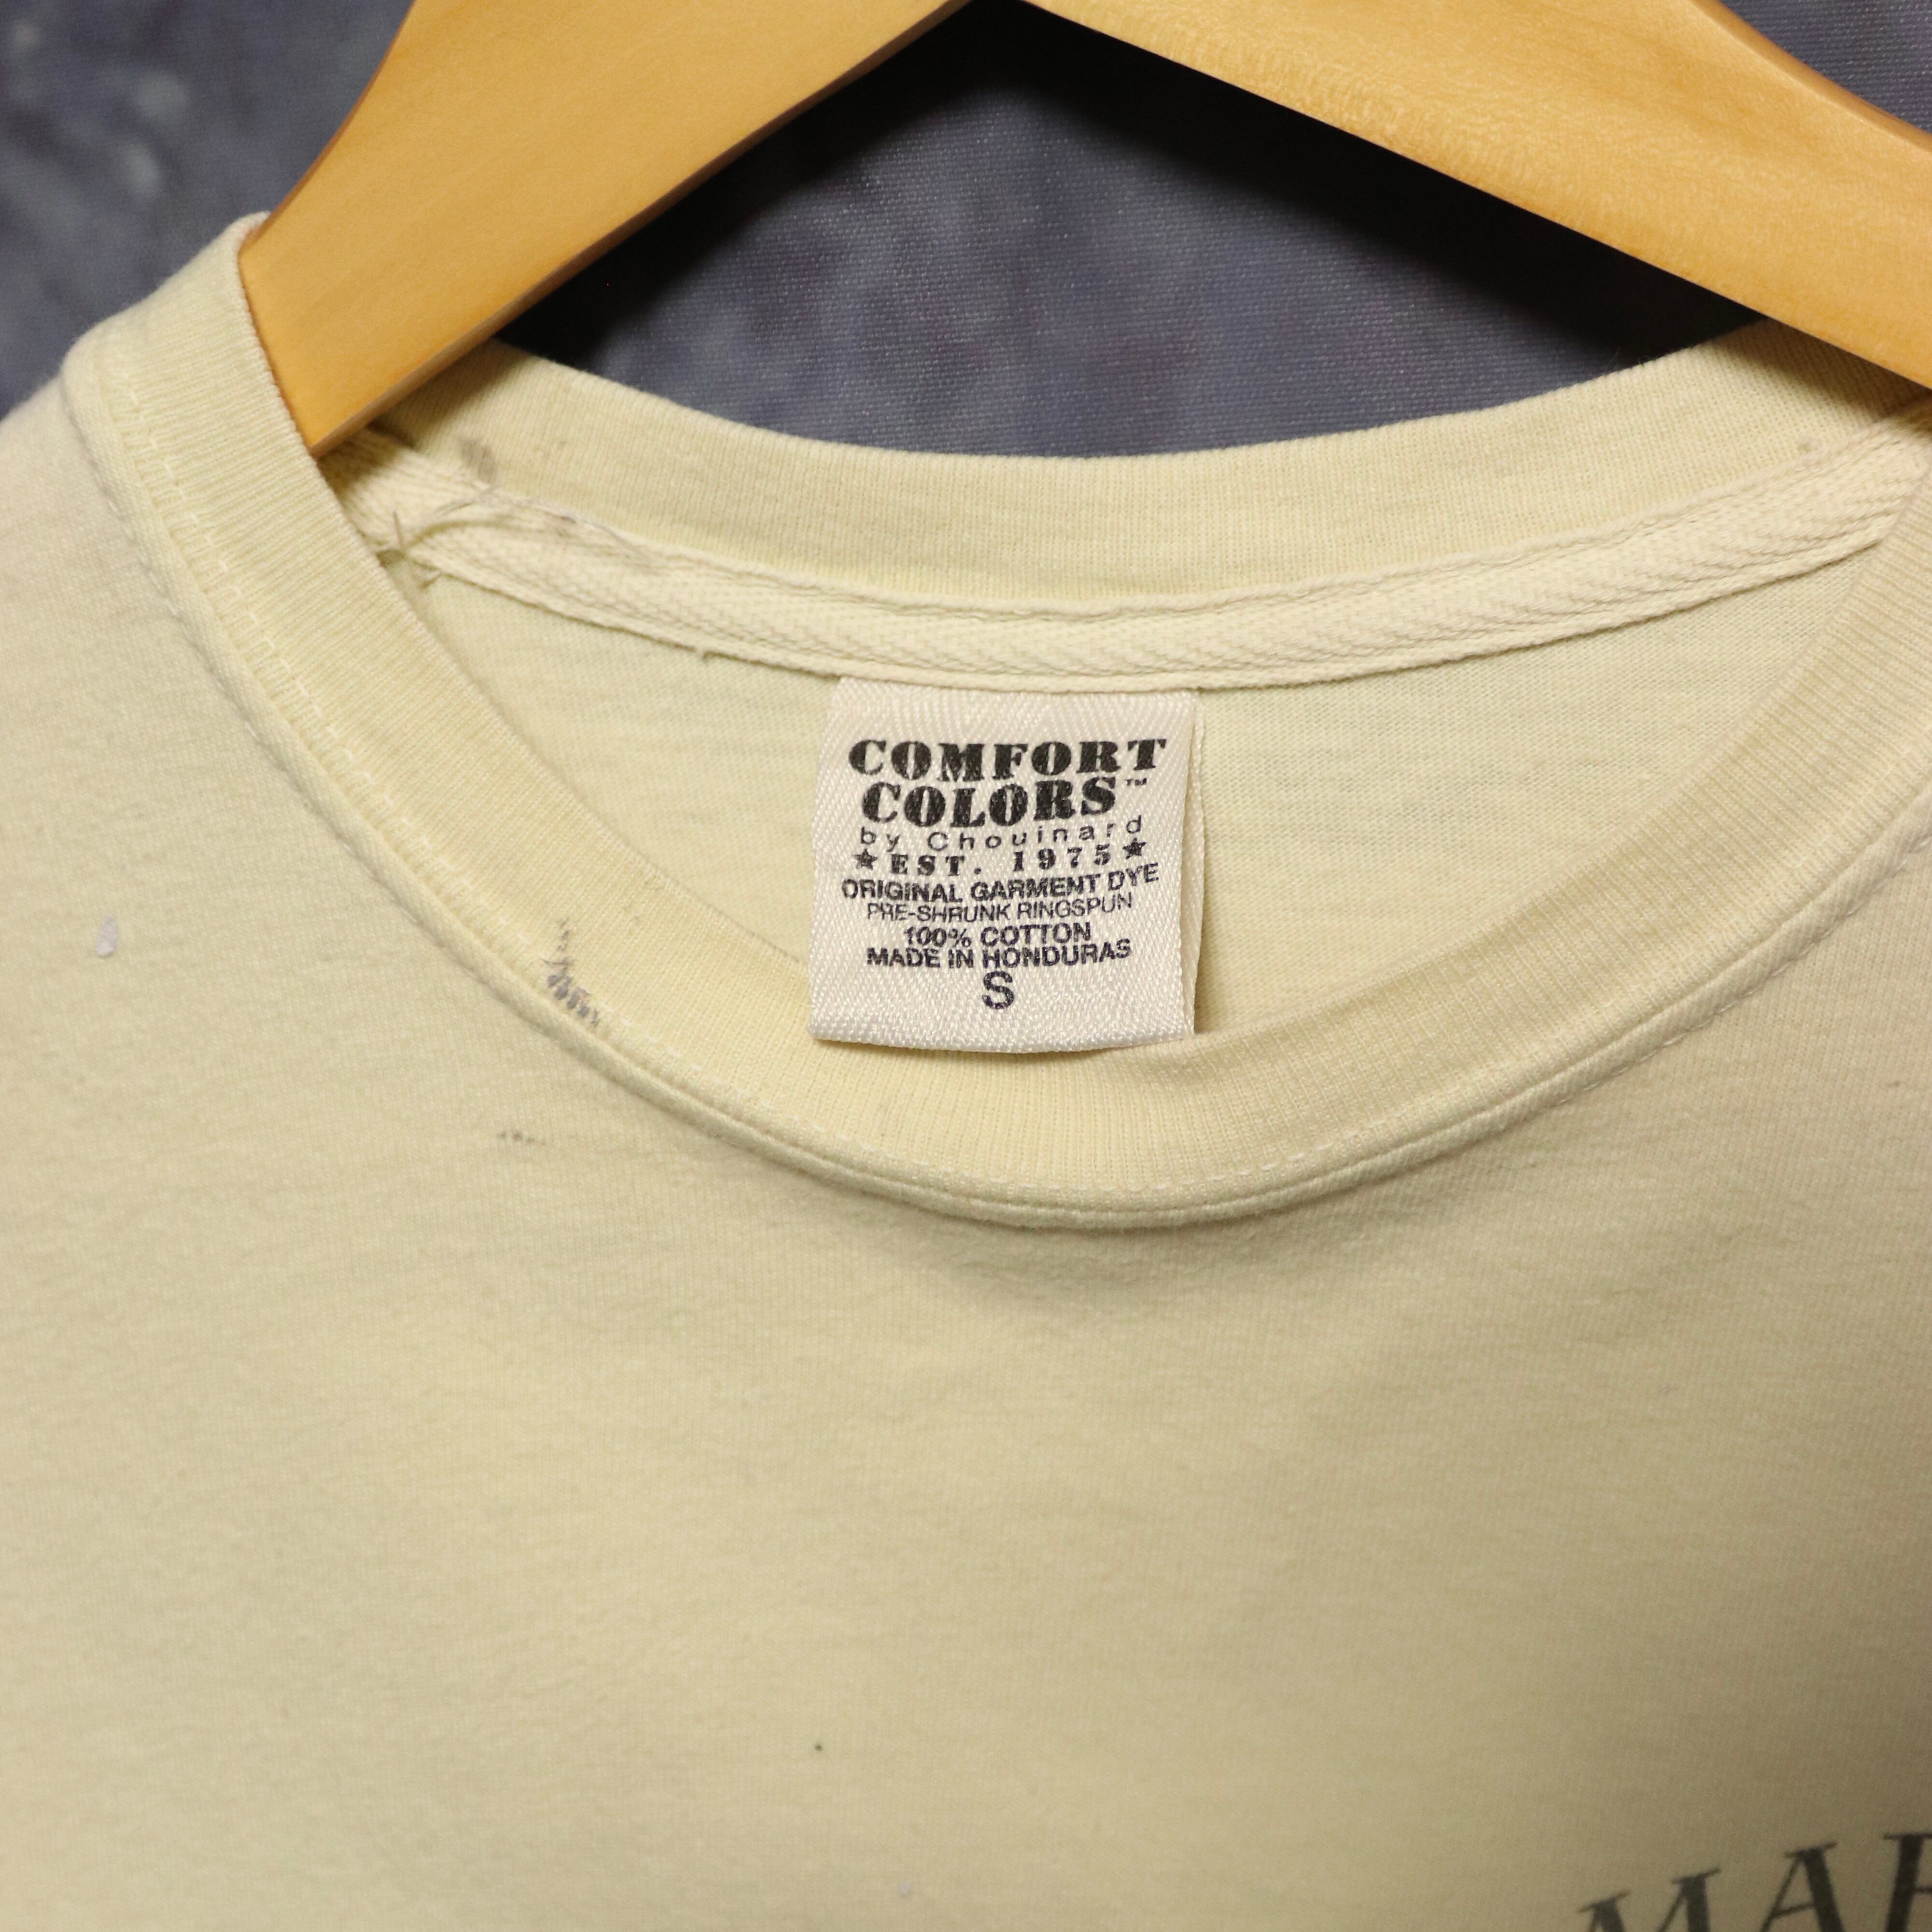 COMFORT
COLORS™
by Chouinard
★ EST. 1975 ★
ORIGINAL GARMENT DYE
PRE-SHRUNK RINGSPUN
100% COTTON
MADE IN HONDURAS
S